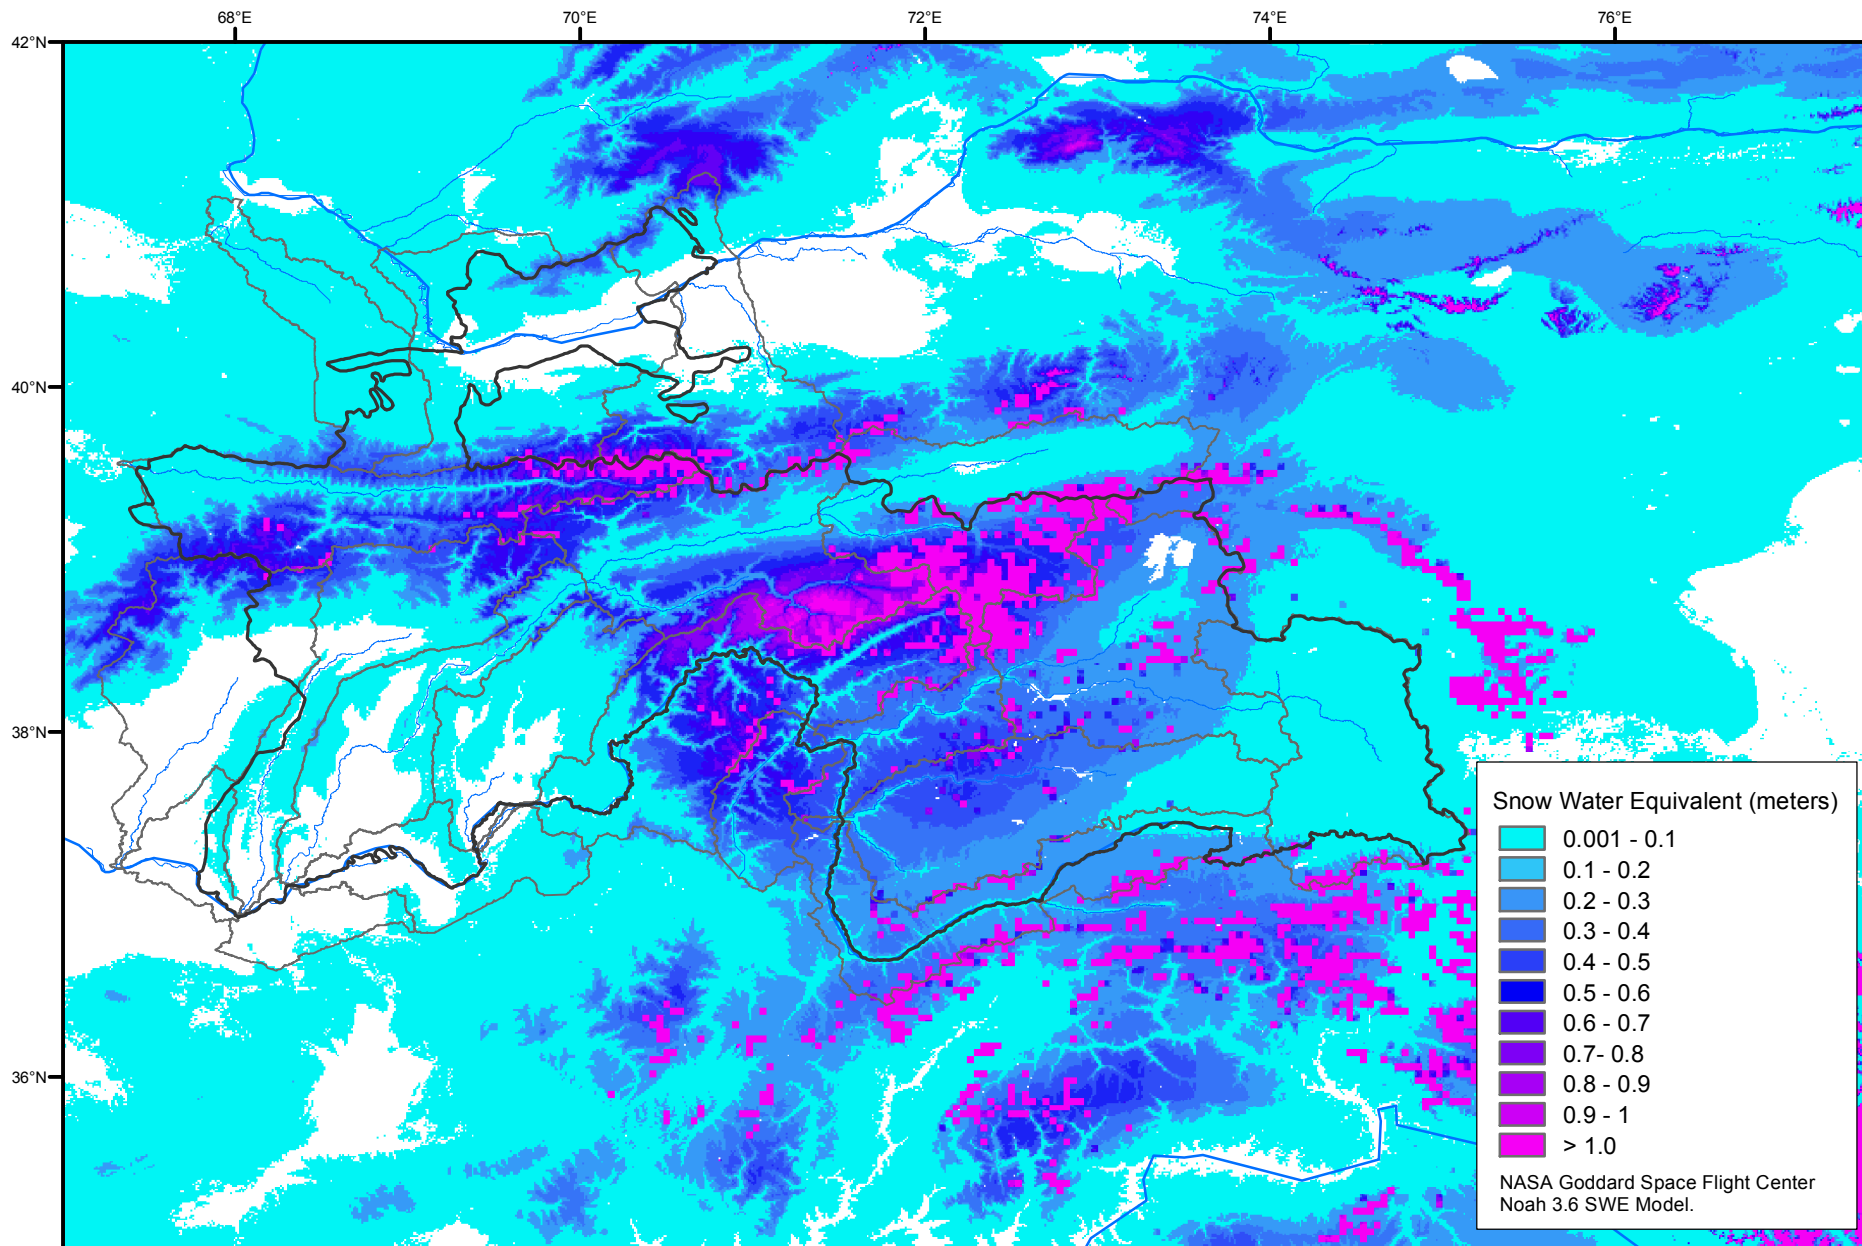 68°E
70°E
72°E
74°E
76°E
42°N
40°N
38°N
36°N
Snow Water Equivalent (meters)
0.001 - 0.1
0.1 - 0.2
0.2 - 0.3
0.3 - 0.4
0.4 - 0.5
0.5 - 0.6
0.6 - 0.7
0.7- 0.8
0.8 - 0.9
0.9 - 1
> 1.0
NASA Goddard Space Flight Center
Noah 3.6 SWE Model.